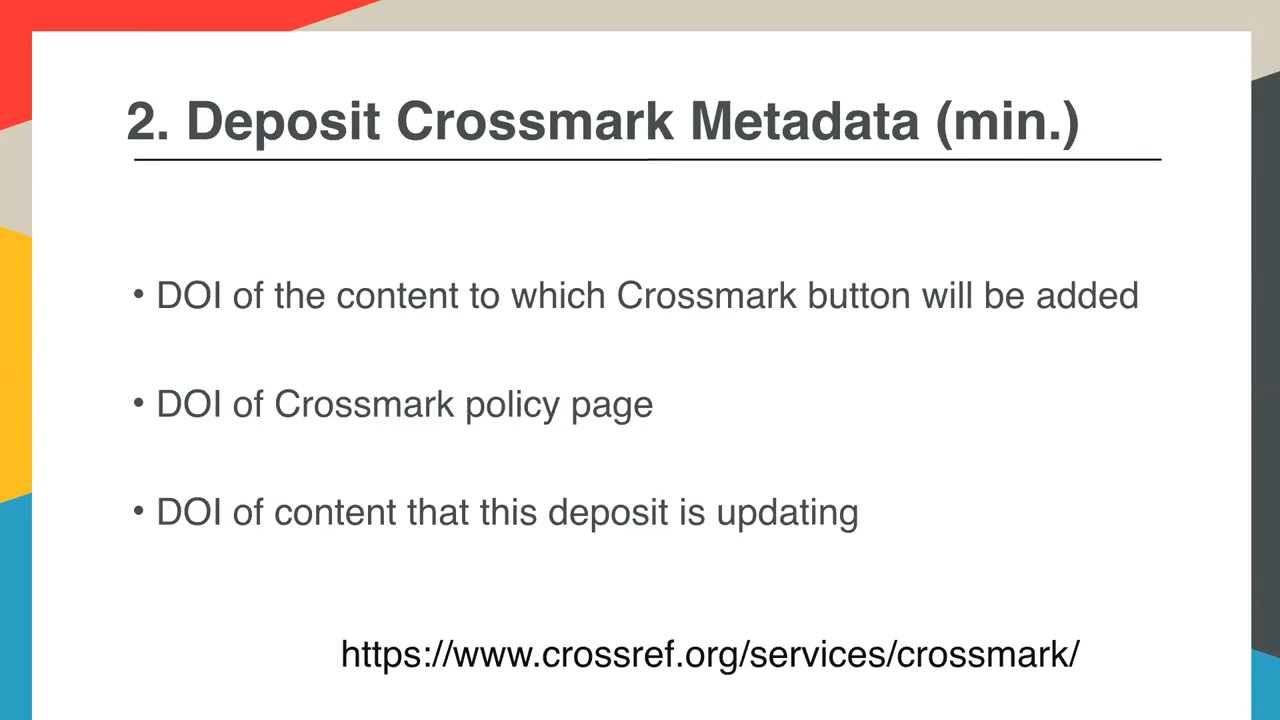 2. Deposit Crossmark Metadata (min.)
• DOI of the content to which Crossmark button will be added
• DOI of Crossmark policy page
• DOI of content that this deposit is updating
https://www.crossref.org/services/crossmark/